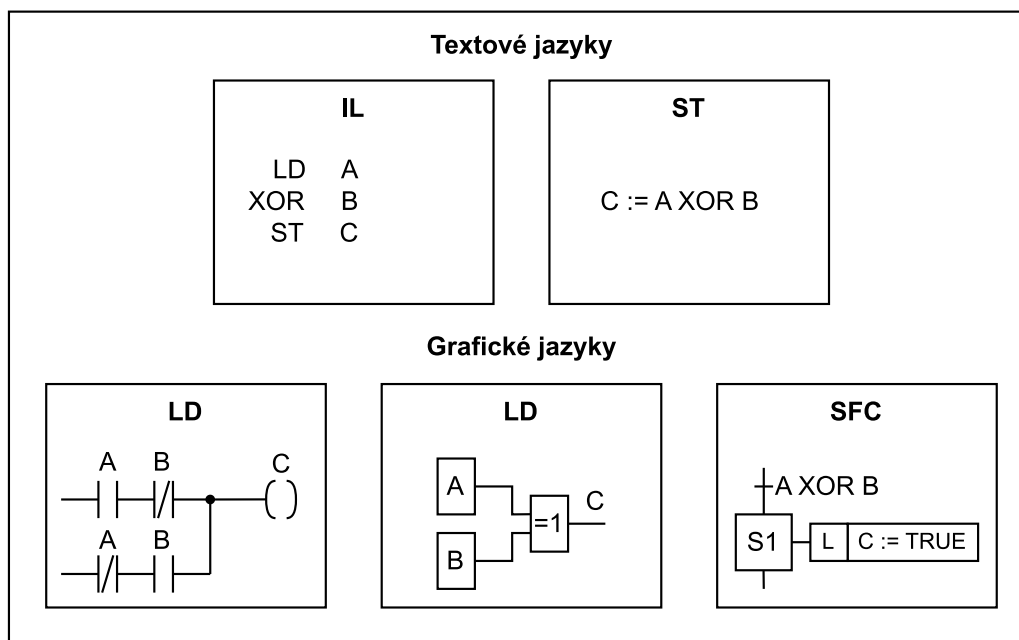 Textové jazyky
IL
LD A
XOR B
ST C
ST
C := A XOR B
Grafické jazyky
LD
A B C
A B
LD
A
B
=1
C
SFC
A XOR B
S1 L C := TRUE